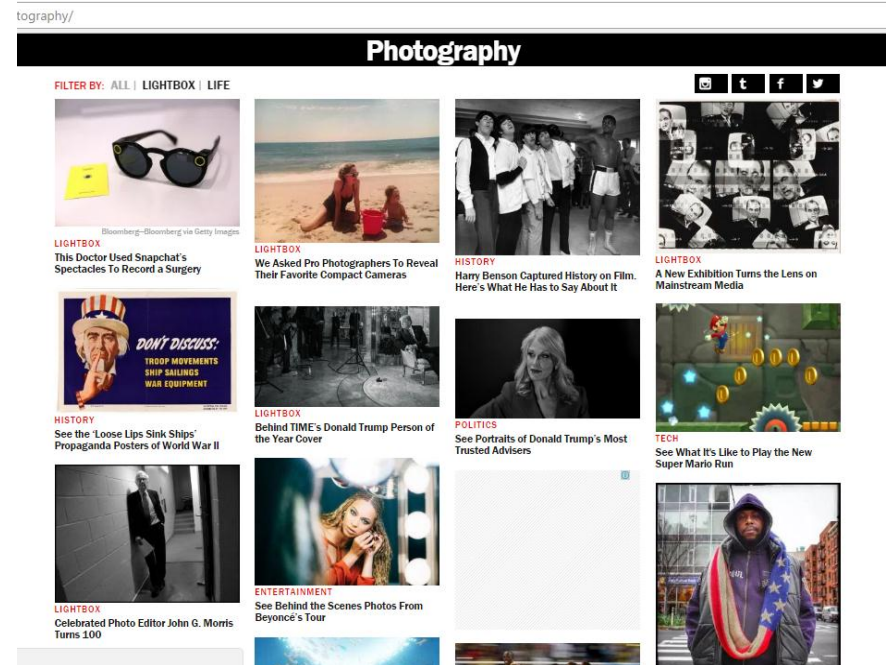 tography/
Photography
FILTER BY: ALL | LIGHTBOX | LIFE
Bloomberg—Bloomberg via Getty Images
LIGHTBOX
This Doctor Used Snapchat's
Spectacles To Record a Surgery
LIGHTBOX
We Asked Pro Photographers To Reveal
Their Favorite Compact Cameras
HISTORY
Harry Benson Captured History on Film.
Here's What He Has to Say About It
LIGHTBOX
A New Exhibition Turns the Lens on
Mainstream Media
DON'T DISCUSS:
TROOP MOVEMENTS
SHIP SAILINGS
WAR EQUIPMENT
HISTORY
See the 'Loose Lips Sink Ships'
Propaganda Posters of World War II
LIGHTBOX
Behind TIME's Donald Trump Person of
the Year Cover
POLITICS
See Portraits of Donald Trump's Most
Trusted Advisers
TECH
See What It's Like to Play the New
Super Mario Run
LIGHTBOX
Celebrated Photo Editor John G. Morris
Turns 100
ENTERTAINMENT
See Behind the Scenes Photos From
Beyoncé's Tour